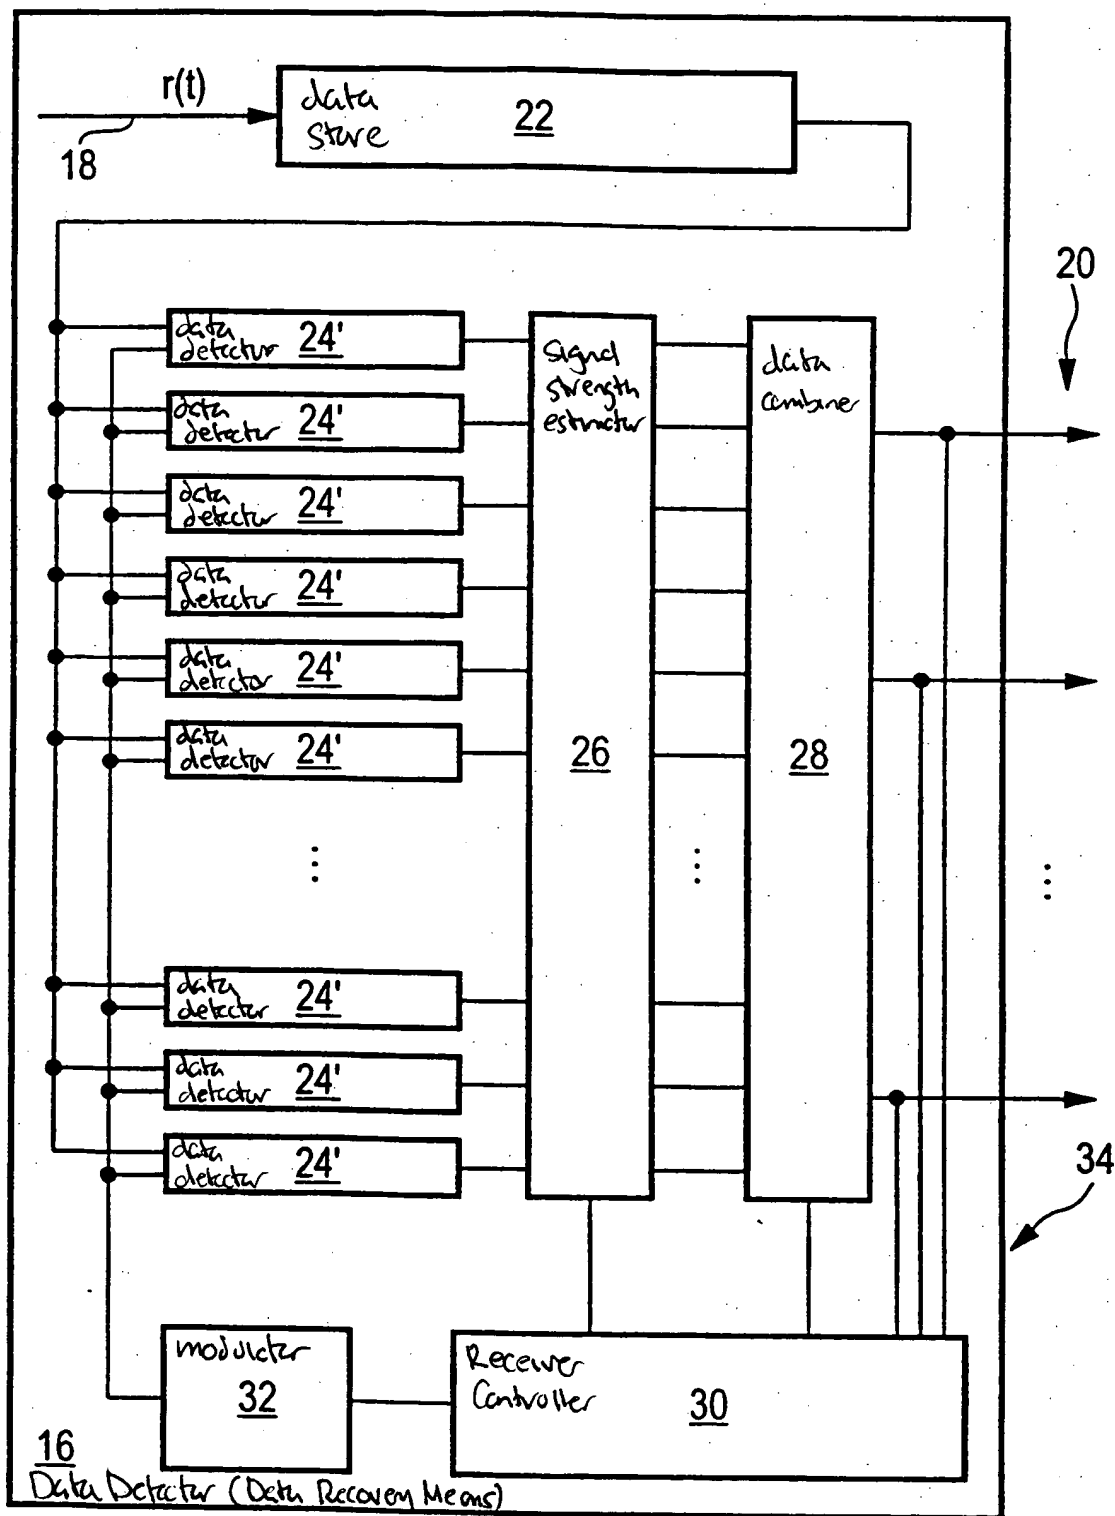 r(t)
18
data
store
22
20
data
detector
24'
data
detector
24'
data
detector
24'
data
detector
24'
data
detector
24'
data
detector
24'
...
data
detector
24'
data
detector
24'
data
detector
24'
signal
strength
estimator
26
...
data
combiner
28
...
34
modulator
32
Receiver
Controller
30
16
Data Detector (Data Recovery Means)